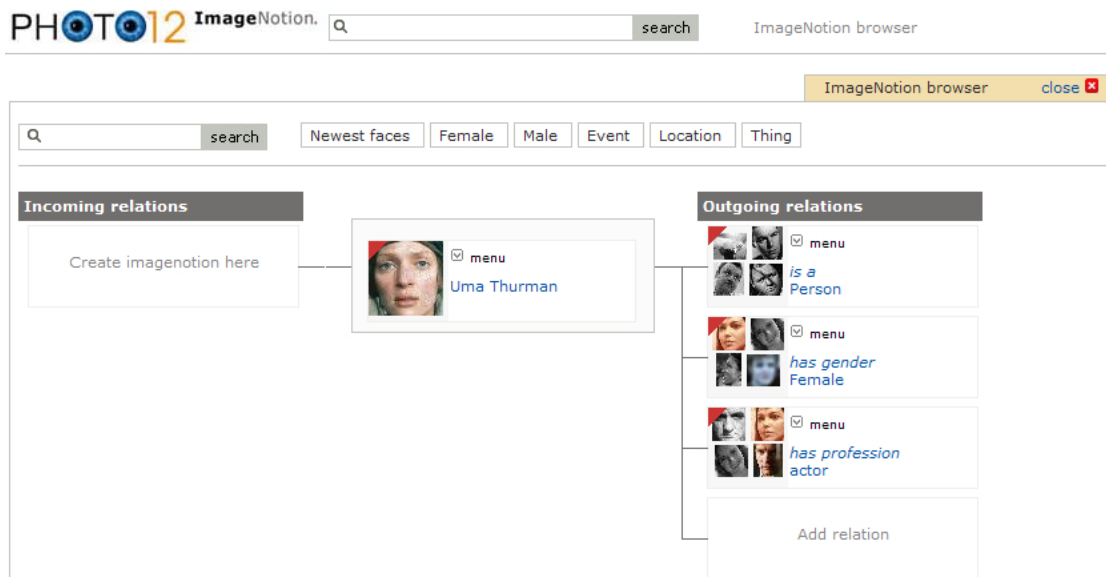 PHOTO12 ImageNotion.
search
ImageNotion browser
ImageNotion browser close
search
Newest faces Female Male Event Location Thing
Incoming relations
Outgoing relations
Create imagenotion here
menu
Uma Thurman
menu
is a
Person
menu
has gender
Female
menu
has profession
actor
Add relation